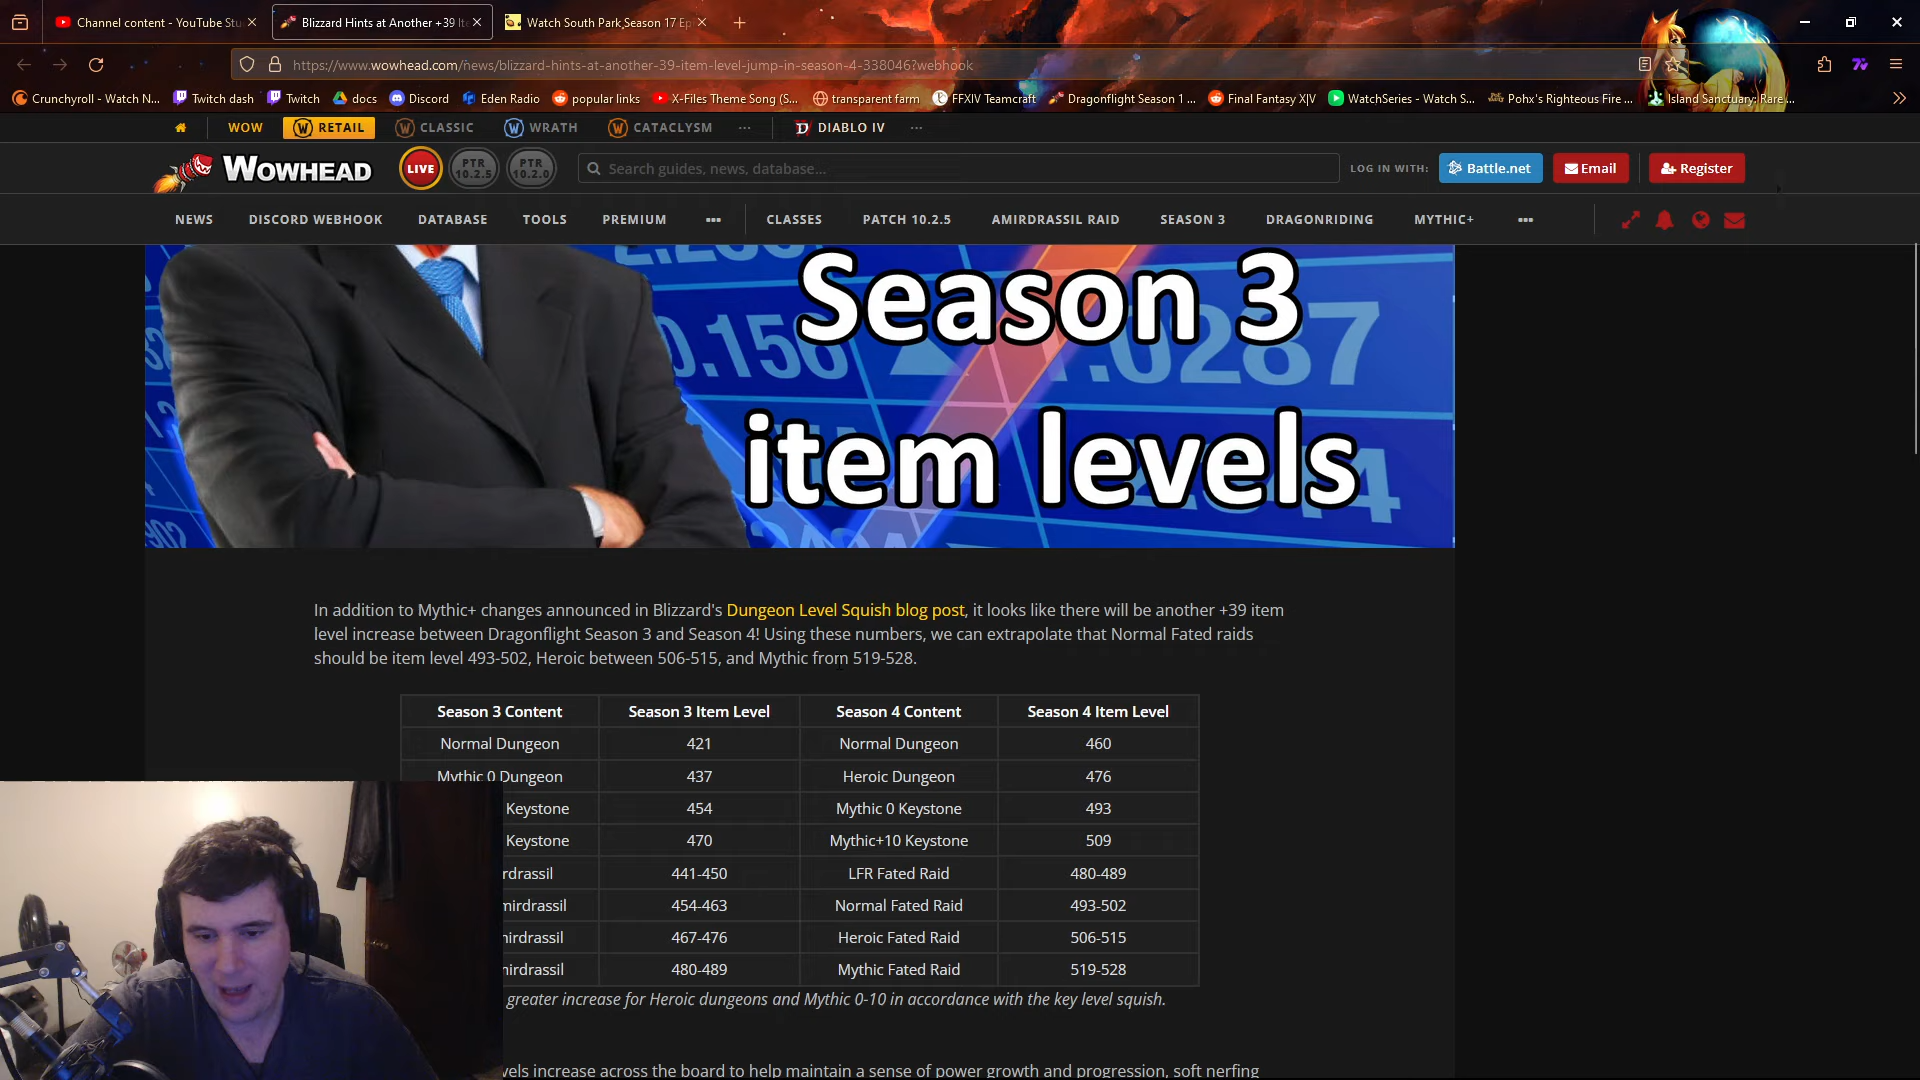 Channel content - YouTube Stu
Blizzard Hints at Another +39 It
Watch South Park Season 17 Ep
https://www.wowhead.com/news/blizzard-hints-at-another-39-item-level-jump-in-season-4-338046?webhook
Crunchyroll - Watch N...
Twitch dash
Twitch
docs
Discord
Eden Radio
popular links
X-Files Theme Song (S...
transparent farm
FFXIV Teamcraft
Dragonflight Season 1 ...
Final Fantasy X|V
WatchSeries - Watch S...
Pohx's Righteous Fire ...
Island Sanctuary: Rare ...
WOW
RETAIL
CLASSIC
WRATH
CATACLYSM
DIABLO IV
WOWHEAD
LIVE
PTR
10.2.5
PTR
10.2.0
Search guides, news, database...
LOG IN WITH:
Battle.net
Email
Register
NEWS
DISCORD WEBHOOK
DATABASE
TOOLS
PREMIUM
CLASSES
PATCH 10.2.5
AMIRDRASSIL RAID
SEASON 3
DRAGONRIDING
MYTHIC+
Season 3
item levels
0.156
1.0287
In addition to Mythic+ changes announced in Blizzard's Dungeon Level Squish blog post, it looks like there will be another +39 item
level increase between Dragonflight Season 3 and Season 4! Using these numbers, we can extrapolate that Normal Fated raids
should be item level 493-502, Heroic between 506-515, and Mythic from 519-528.
Season 3 Content Season 3 Item Level Season 4 Content Season 4 Item Level
Normal Dungeon 421 Normal Dungeon 460
Mythic 0 Dungeon 437 Heroic Dungeon 476
Keystone 454 Mythic 0 Keystone 493
Keystone 470 Mythic+10 Keystone 509
rdrassil 441-450 LFR Fated Raid 480-489
mirdrassil 454-463 Normal Fated Raid 493-502
nirdrassil 467-476 Heroic Fated Raid 506-515
nirdrassil 480-489 Mythic Fated Raid 519-528
greater increase for Heroic dungeons and Mythic 0-10 in accordance with the key level squish.
vels increase across the board to help maintain a sense of power growth and progression, soft nerfing